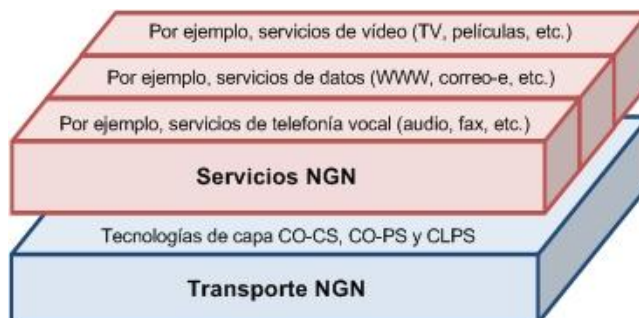 Por ejemplo, servicios de vídeo (TV, películas, etc.)
Por ejemplo, servicios de datos (WWW, correo-e, etc.)
Por ejemplo, servicios de telefonía vocal (audio, fax, etc.)
Servicios NGN
Tecnologías de capa CO-CS, CO-PS y CLPS
Transporte NGN